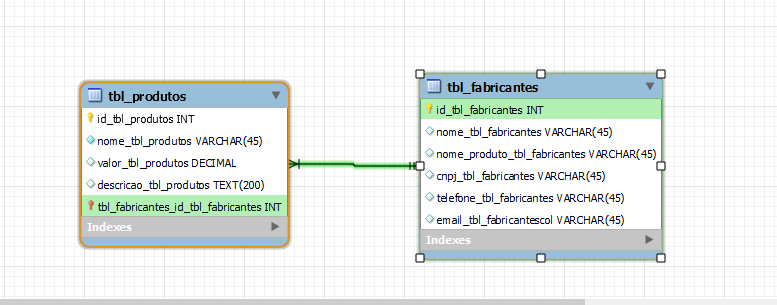 tbl_produtos
id_tbl_produtos INT
nome_tbl_produtos VARCHAR(45)
valor_tbl_produtos DECIMAL
descricao_tbl_produtos TEXT(200)
tbl_fabricantes_id_tbl_fabricantes INT
Indexes
tbl_fabricantes
id_tbl_fabricantes INT
nome_tbl_fabricantes VARCHAR(45)
nome_produto_tbl_fabricantes VARCHAR(45)
cnpj_tbl_fabricantes VARCHAR(45)
telefone_tbl_fabricantes VARCHAR(45)
email_tbl_fabricantescol VARCHAR(45)
Indexes